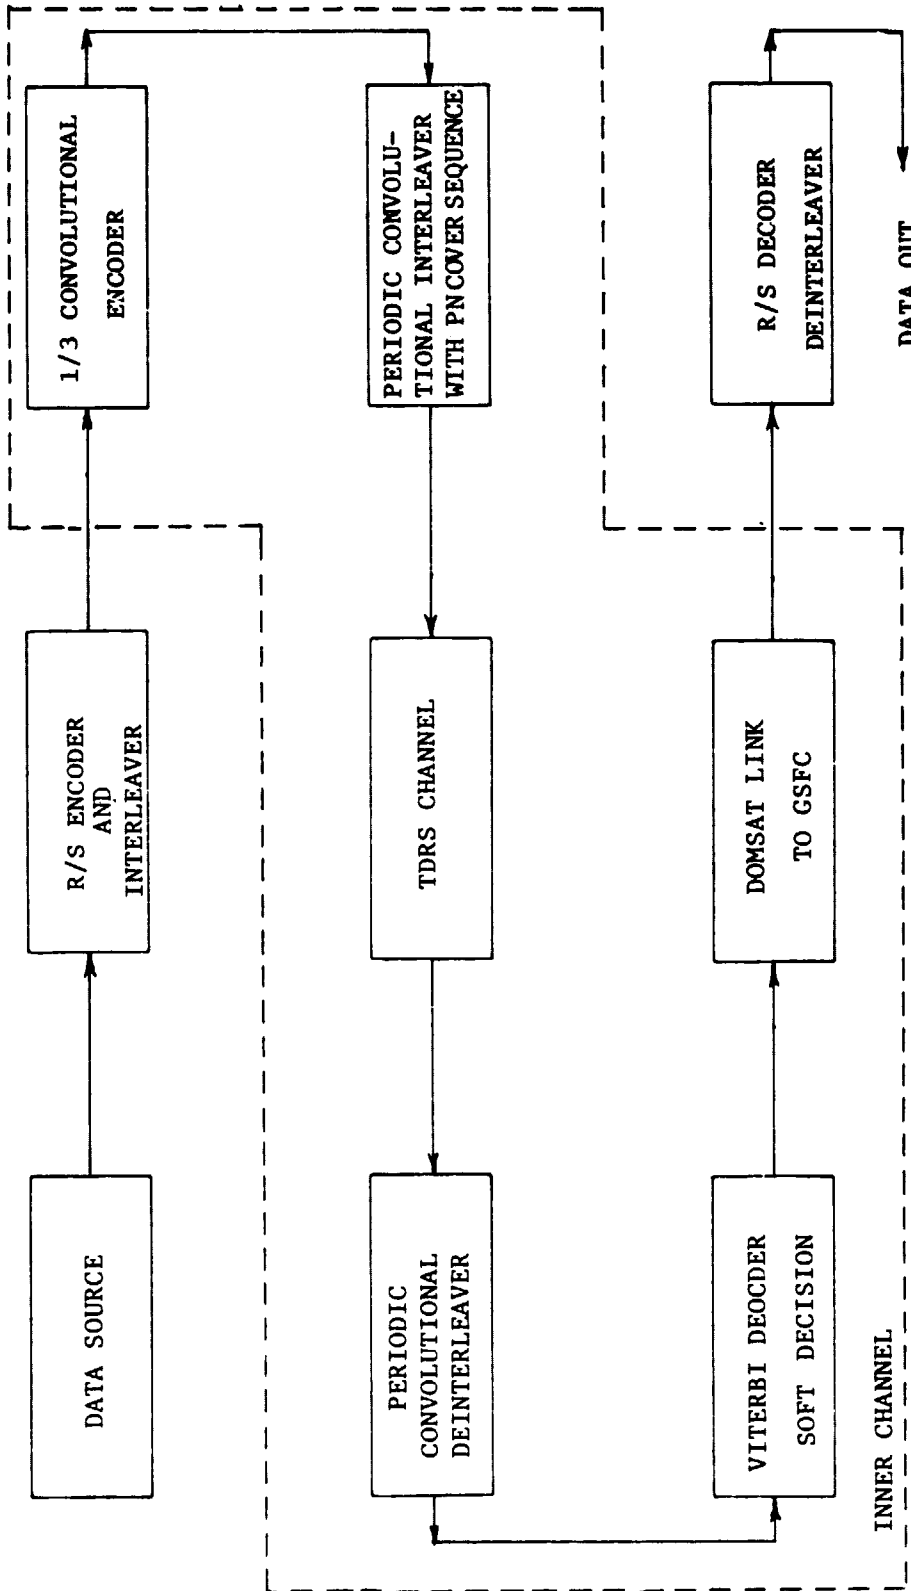 DATA SOURCE
R/S ENCODER
AND
INTERLEAVER
1/3 CONVOLUTIONAL
ENCODER
PERIODIC CONVOLU-
TIONAL INTERLEAVER
WITH PN COVER SEQUENCE
TDRS CHANNEL
PERIODIC
CONVOLUTIONAL
DEINTERLEAVER
VITERBI DEOCDER
SOFT DECISION
DOMSAT LINK
TO GSFC
R/S DECODER
DEINTERLEAVER
DATA OUT
INNER CHANNEL